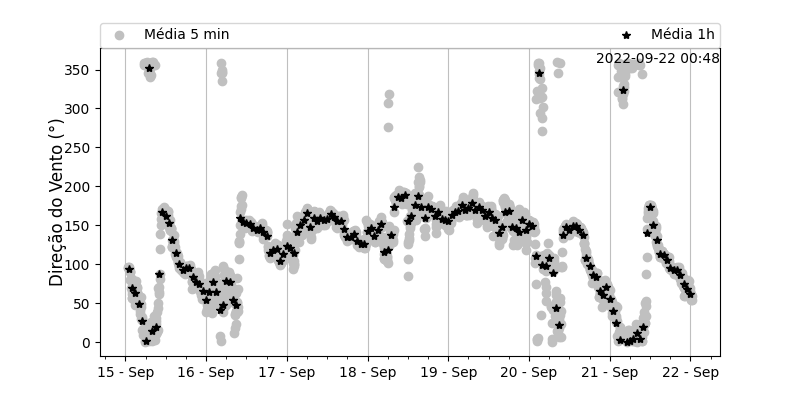 Média 5 min
Média 1h
2022-09-22 00:48
Direção do Vento (°)
350
300
250
200
150
100
50
0
15 - Sep
16 - Sep
17 - Sep
18 - Sep
19 - Sep
20 - Sep
21 - Sep
22 - Sep